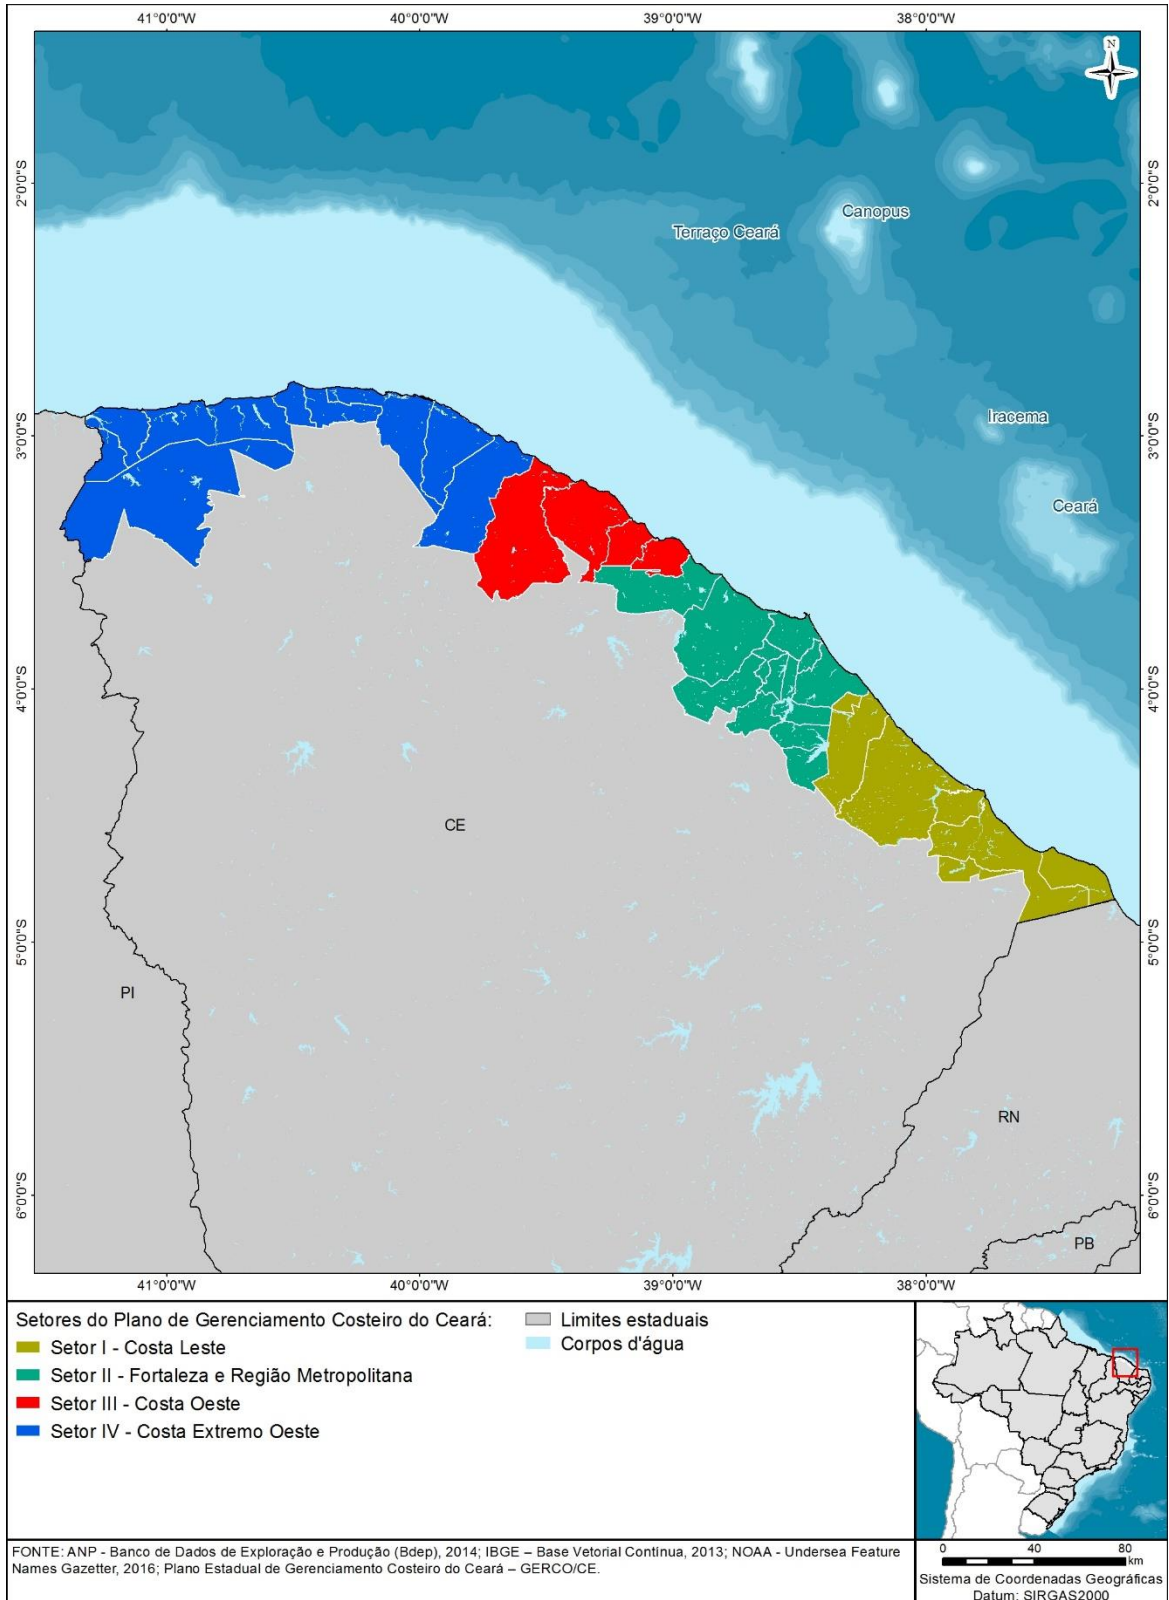 41°0'0"W 40°0'0"W 39°0'0"W 38°0'0"W
N
2°0'0"S 2°0'0"S
Canopus
Terraço Ceará
Iracema
3°0'0"S 3°0'0"S
Ceará
4°0'0"S 4°0'0"S
CE
5°0'0"S 5°0'0"S
PI
RN
6°0'0"S 6°0'0"S
PB
41°0'0"W 40°0'0"W 39°0'0"W 38°0'0"W
Setores do Plano de Gerenciamento Costeiro do Ceará:
Setor I - Costa Leste
Setor II - Fortaleza e Região Metropolitana
Setor III - Costa Oeste
Setor IV - Costa Extremo Oeste
Limites estaduais
Corpos d'água
FONTE: ANP - Banco de Dados de Exploração e Produção (Bdep), 2014; IBGE – Base Vetorial Contínua, 2013; NOAA - Undersea Feature
Names Gazetter, 2016; Plano Estadual de Gerenciamento Costeiro do Ceará – GERCO/CE.
0 40 80
km
Sistema de Coordenadas Geográficas
Datum: SIRGAS2000